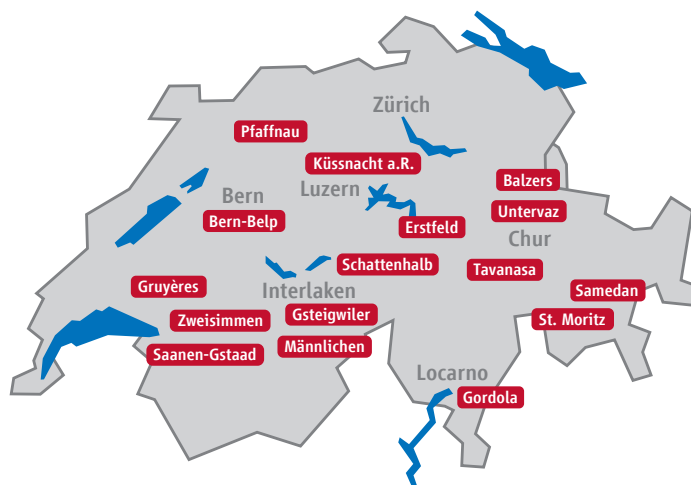 Zürich
Pfaffnau
Küssnacht a.R.
Balzers
Bern
Luzern
Bern-Belp
Erstfeld
Untervaz
Chur
Schattenhalb
Tavanasa
Gruyères
Interlaken
Samedan
Zweisimmen
Gsteigwiler
St. Moritz
Saanen-Gstaad
Männlichen
Locarno
Gordola